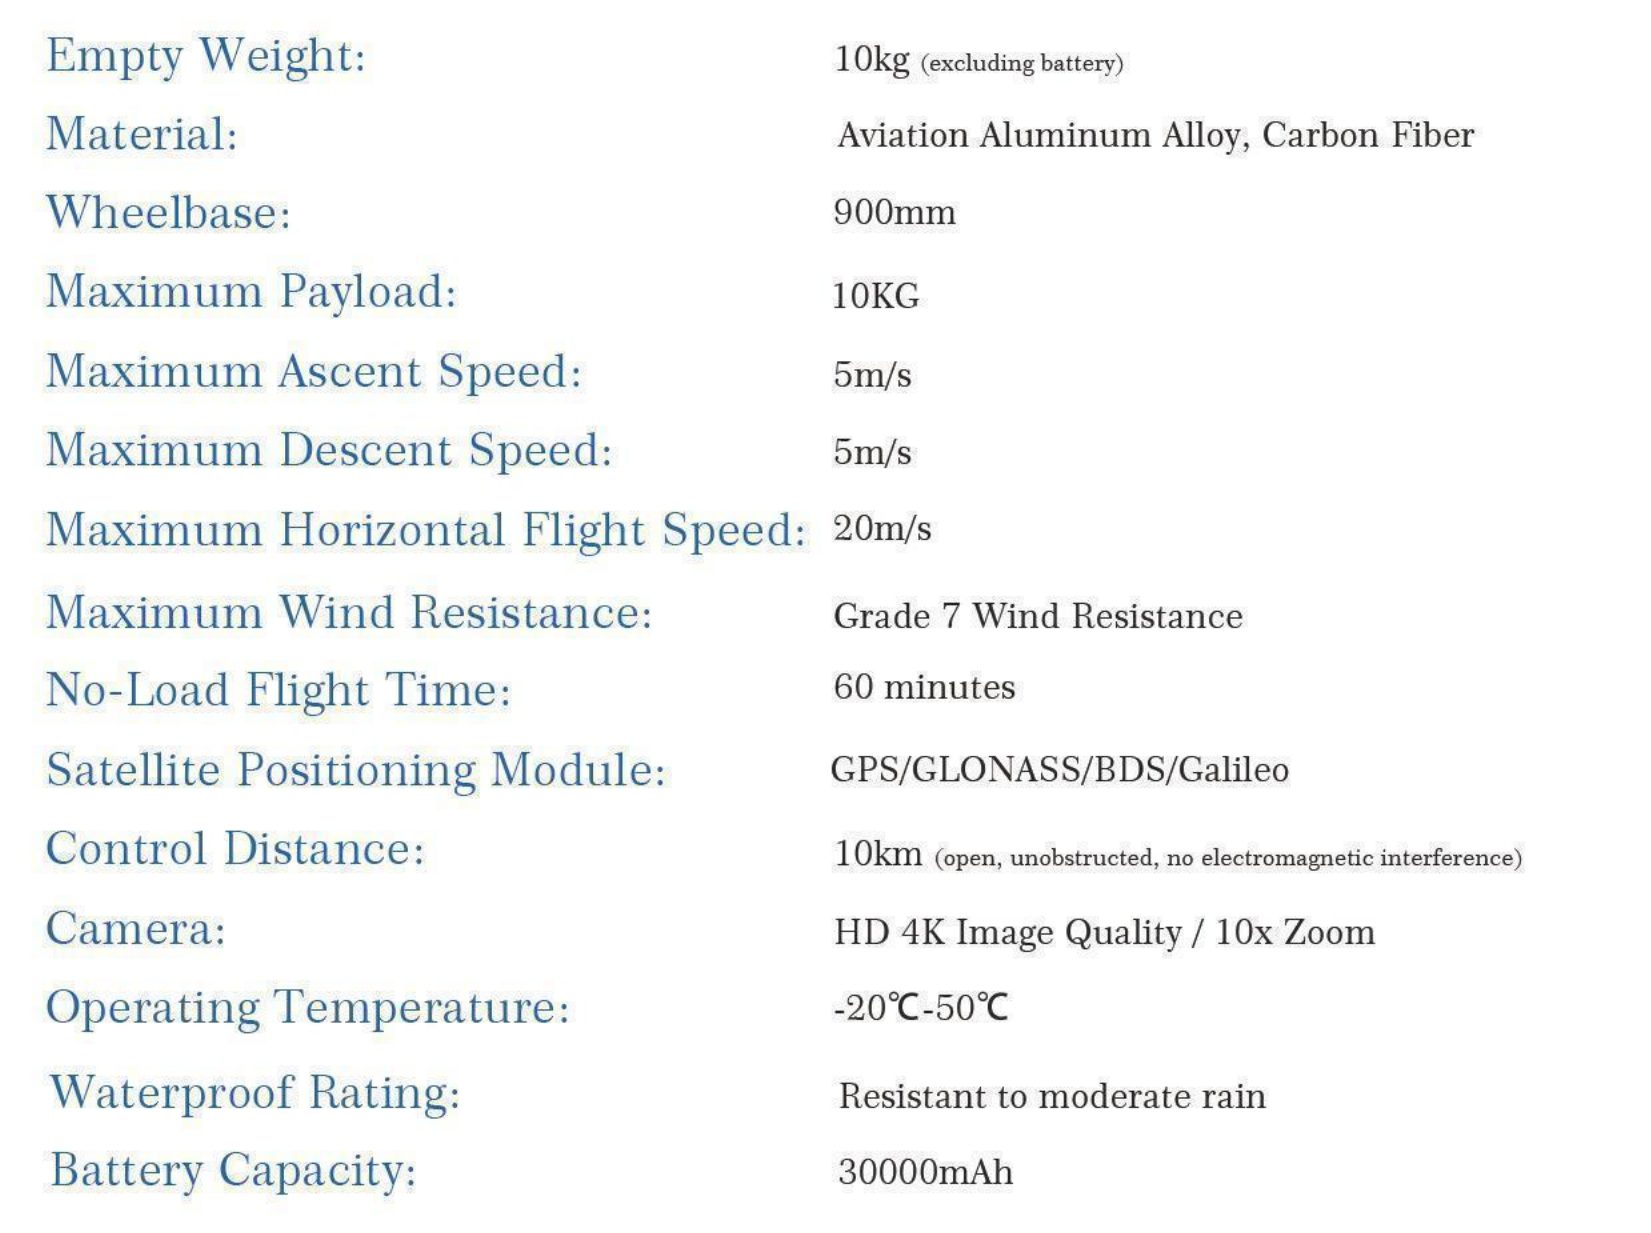 Empty Weight: 10kg (excluding battery)
Material: Aviation Aluminum Alloy, Carbon Fiber
Wheelbase: 900mm
Maximum Payload: 10KG
Maximum Ascent Speed: 5m/s
Maximum Descent Speed: 5m/s
Maximum Horizontal Flight Speed: 20m/s
Maximum Wind Resistance: Grade 7 Wind Resistance
No-Load Flight Time: 60 minutes
Satellite Positioning Module: GPS/GLONASS/BDS/Galileo
Control Distance: 10km (open, unobstructed, no electromagnetic interference)
Camera: HD 4K Image Quality / 10x Zoom
Operating Temperature: -20℃-50℃
Waterproof Rating: Resistant to moderate rain
Battery Capacity: 30000mAh